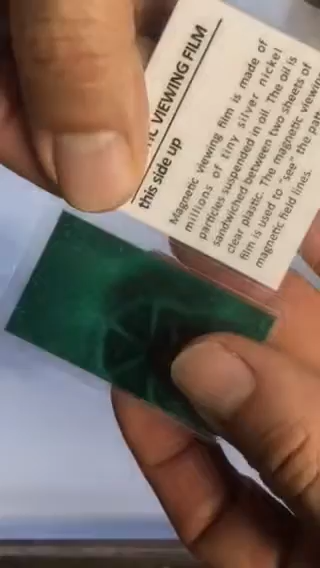 IC VIEWING FILM
this side up
Magnetic viewing film is made of
millions of tiny silver nickel
particles suspended in oil. The oil is
sandwiched between two sheets of
clear plastic. The magnetic viewing
film is used to "see" the
magnetic field lines.